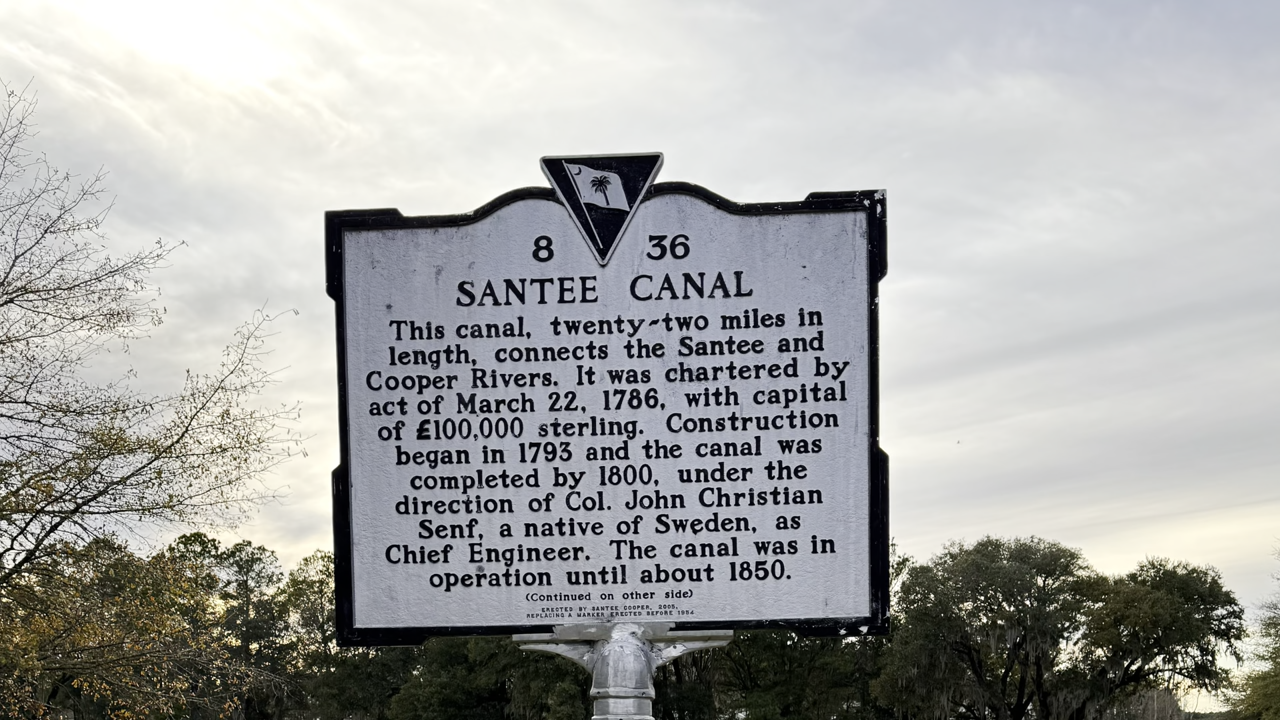 8 36
SANTEE CANAL
This canal, twenty-two miles in
length, connects the Santee and
Cooper Rivers. It was chartered by
act of March 22, 1786, with capital
of £100,000 sterling. Construction
began in 1793 and the canal was
completed by 1800, under the
direction of Col. John Christian
Senf, a native of Sweden, as
Chief Engineer. The canal was in
operation until about 1850.
(Continued on other side)
ERECTED BY SANTEE COOPER, 2005,
REPLACING A MARKER ERECTED BEFORE 1954